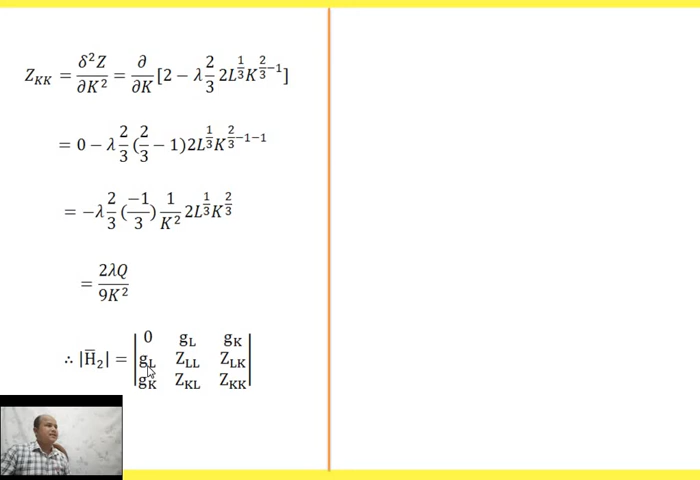 Z_KK = δ²Z/∂K² = ∂/∂K [2 − λ 2/3 2L^(1/3) K^(2/3 −1)]
= 0 − λ 2/3 (2/3 − 1)2L^(1/3) K^(2/3 −1−1)
= −λ 2/3 (−1/3) 1/K² 2L^(1/3) K^(2/3)
= 2λQ/9K²
∴ |H̅₂| = | 0 g_L g_K |
| g_L Z_LL Z_LK |
| g_K Z_KL Z_KK |